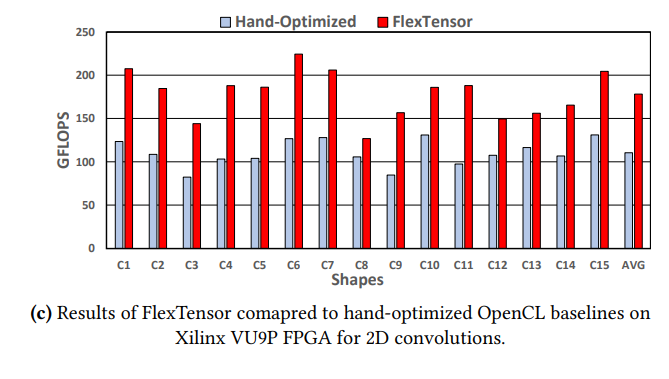 Hand-Optimized FlexTensor
250
200
150
100
50
0
GFLOPS
C1 C2 C3 C4 C5 C6 C7 C8 C9 C10 C11 C12 C13 C14 C15 AVG
Shapes
(c) Results of FlexTensor comapred to hand-optimized OpenCL baselines on
Xilinx VU9P FPGA for 2D convolutions.